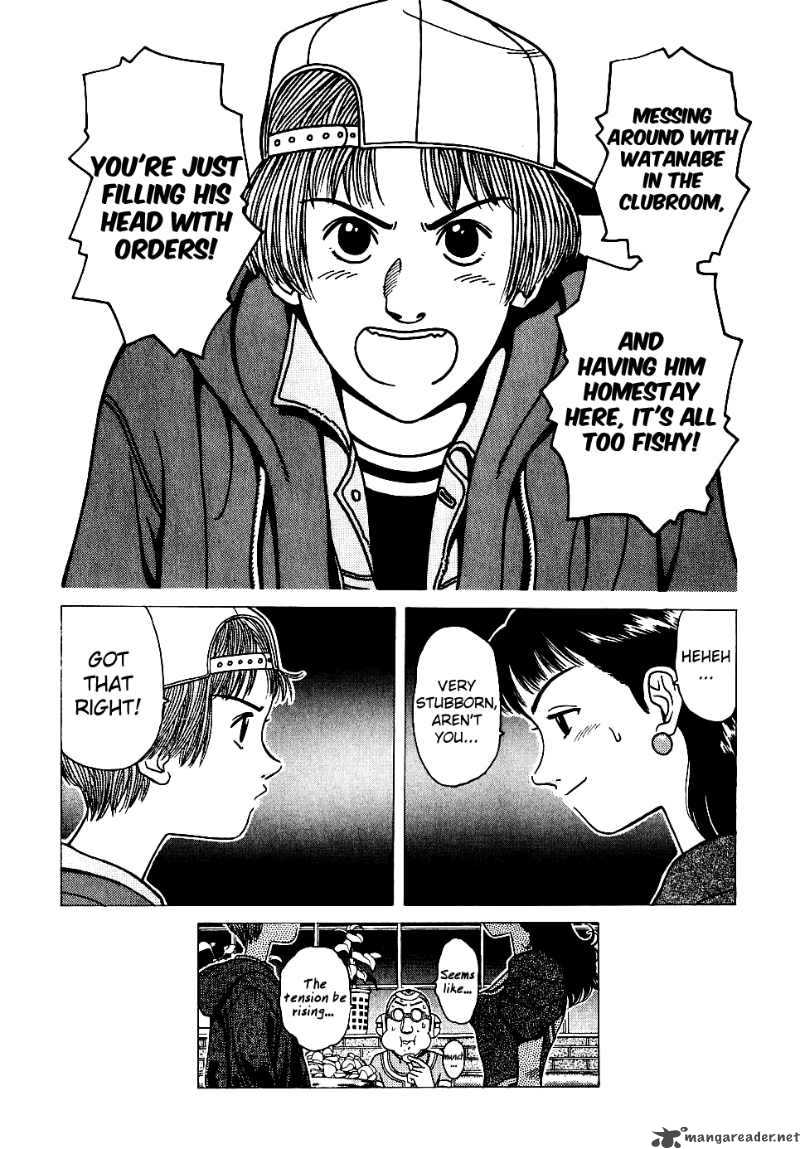 MESSING
AROUND WITH
WATANABE
IN THE
CLUBROOM,
AND
HAVING HIM
HOMESTAY
HERE, IT'S ALL
TOO FISHY!
YOU'RE JUST
FILLING HIS
HEAD WITH
ORDERS!
HEHEH
...
VERY
STUBBORN,
AREN'T
YOU...
GOT
THAT
RIGHT!
Seems
like...
The
tension be
rising...
munch
...
mangareader.net